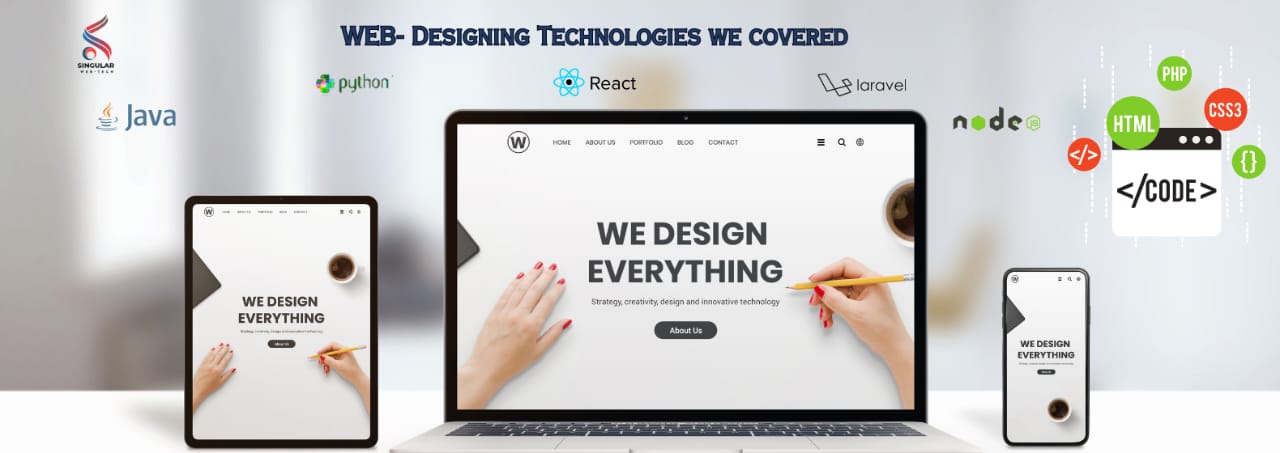 WEB- Designing Technologies we covered
SINGULAR
WEB-TECH
python
React
laravel
Java
node
JS
PHP
CSS3
HTML
</>
{}
</CODE>
W
HOME ABOUT US PORTFOLIO BLOG CONTACT
WE DESIGN
EVERYTHING
Strategy, creativity, design and innovative technology
About Us
W
HOME ABOUT US PORTFOLIO BLOG CONTACT
WE DESIGN
EVERYTHING
Strategy, creativity, design and innovative technology
About Us
W
WE DESIGN
EVERYTHING
About Us